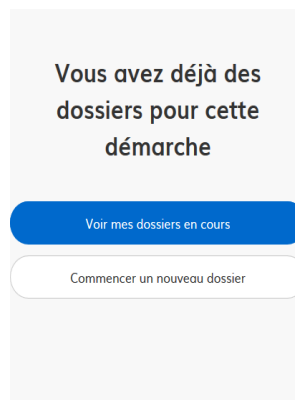 Vous avez déjà des
dossiers pour cette
démarche
Voir mes dossiers en cours
Commencer un nouveau dossier